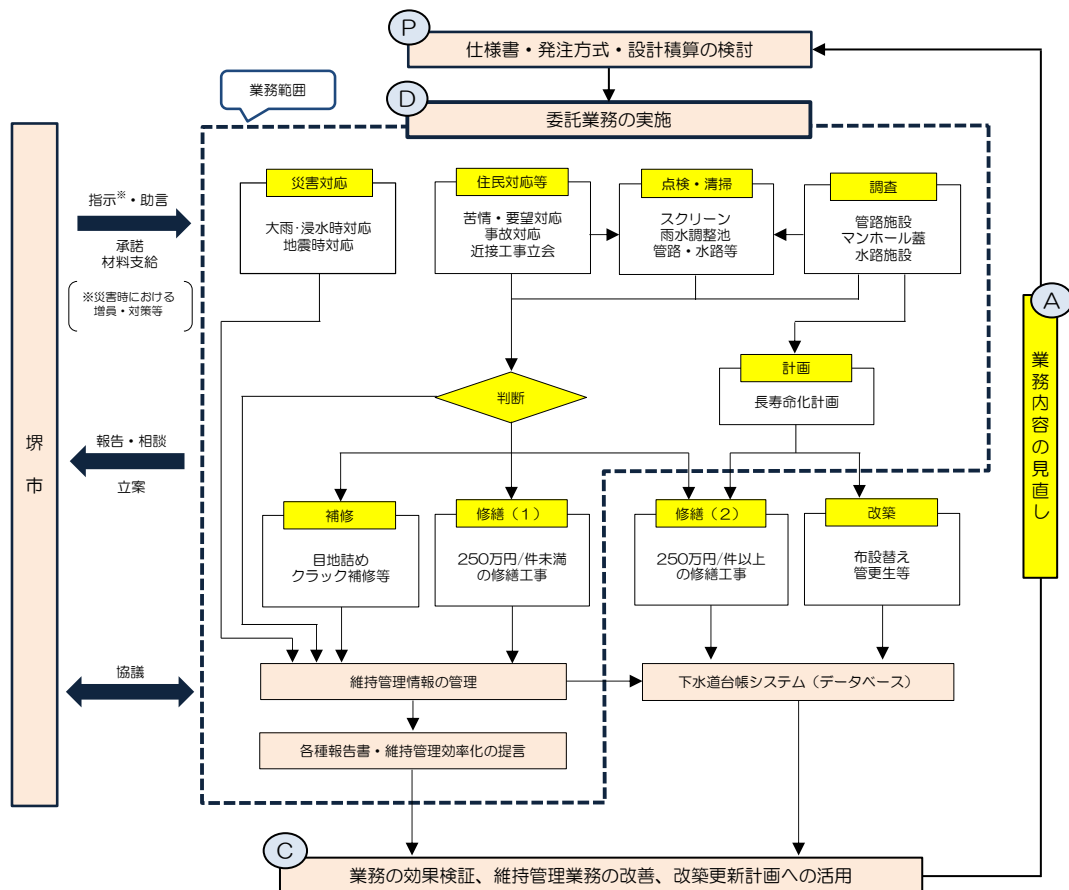 P
仕様書・発注方式・設計積算の検討
業務範囲
D
委託業務の実施
災害対応
大雨・浸水時対応
地震時対応
住民対応等
苦情・要望対応
事故対応
近接工事立会
点検・清掃
スクリーン
雨水調整池
管路・水路等
調査
管路施設
マンホール蓋
水路施設
指示※・助言
承諾
材料支給
※災害時における
増員・対策等
堺市
報告・相談
立案
協議
判断
計画
長寿命化計画
補修
目地詰め
クラック補修等
修繕（1）
250万円/件未満
の修繕工事
修繕（2）
250万円/件以上
の修繕工事
改築
布設替え
管更生等
維持管理情報の管理
下水道台帳システム（データベース）
各種報告書・維持管理効率化の提言
A
業務内容の見直し
C
業務の効果検証、維持管理業務の改善、改築更新計画への活用